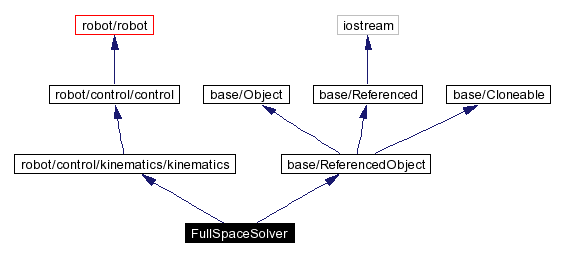 robot/robot
iostream
robot/control/control
base/Object
base/Referenced
base/Cloneable
robot/control/kinematics/kinematics
base/ReferencedObject
FullSpaceSolver